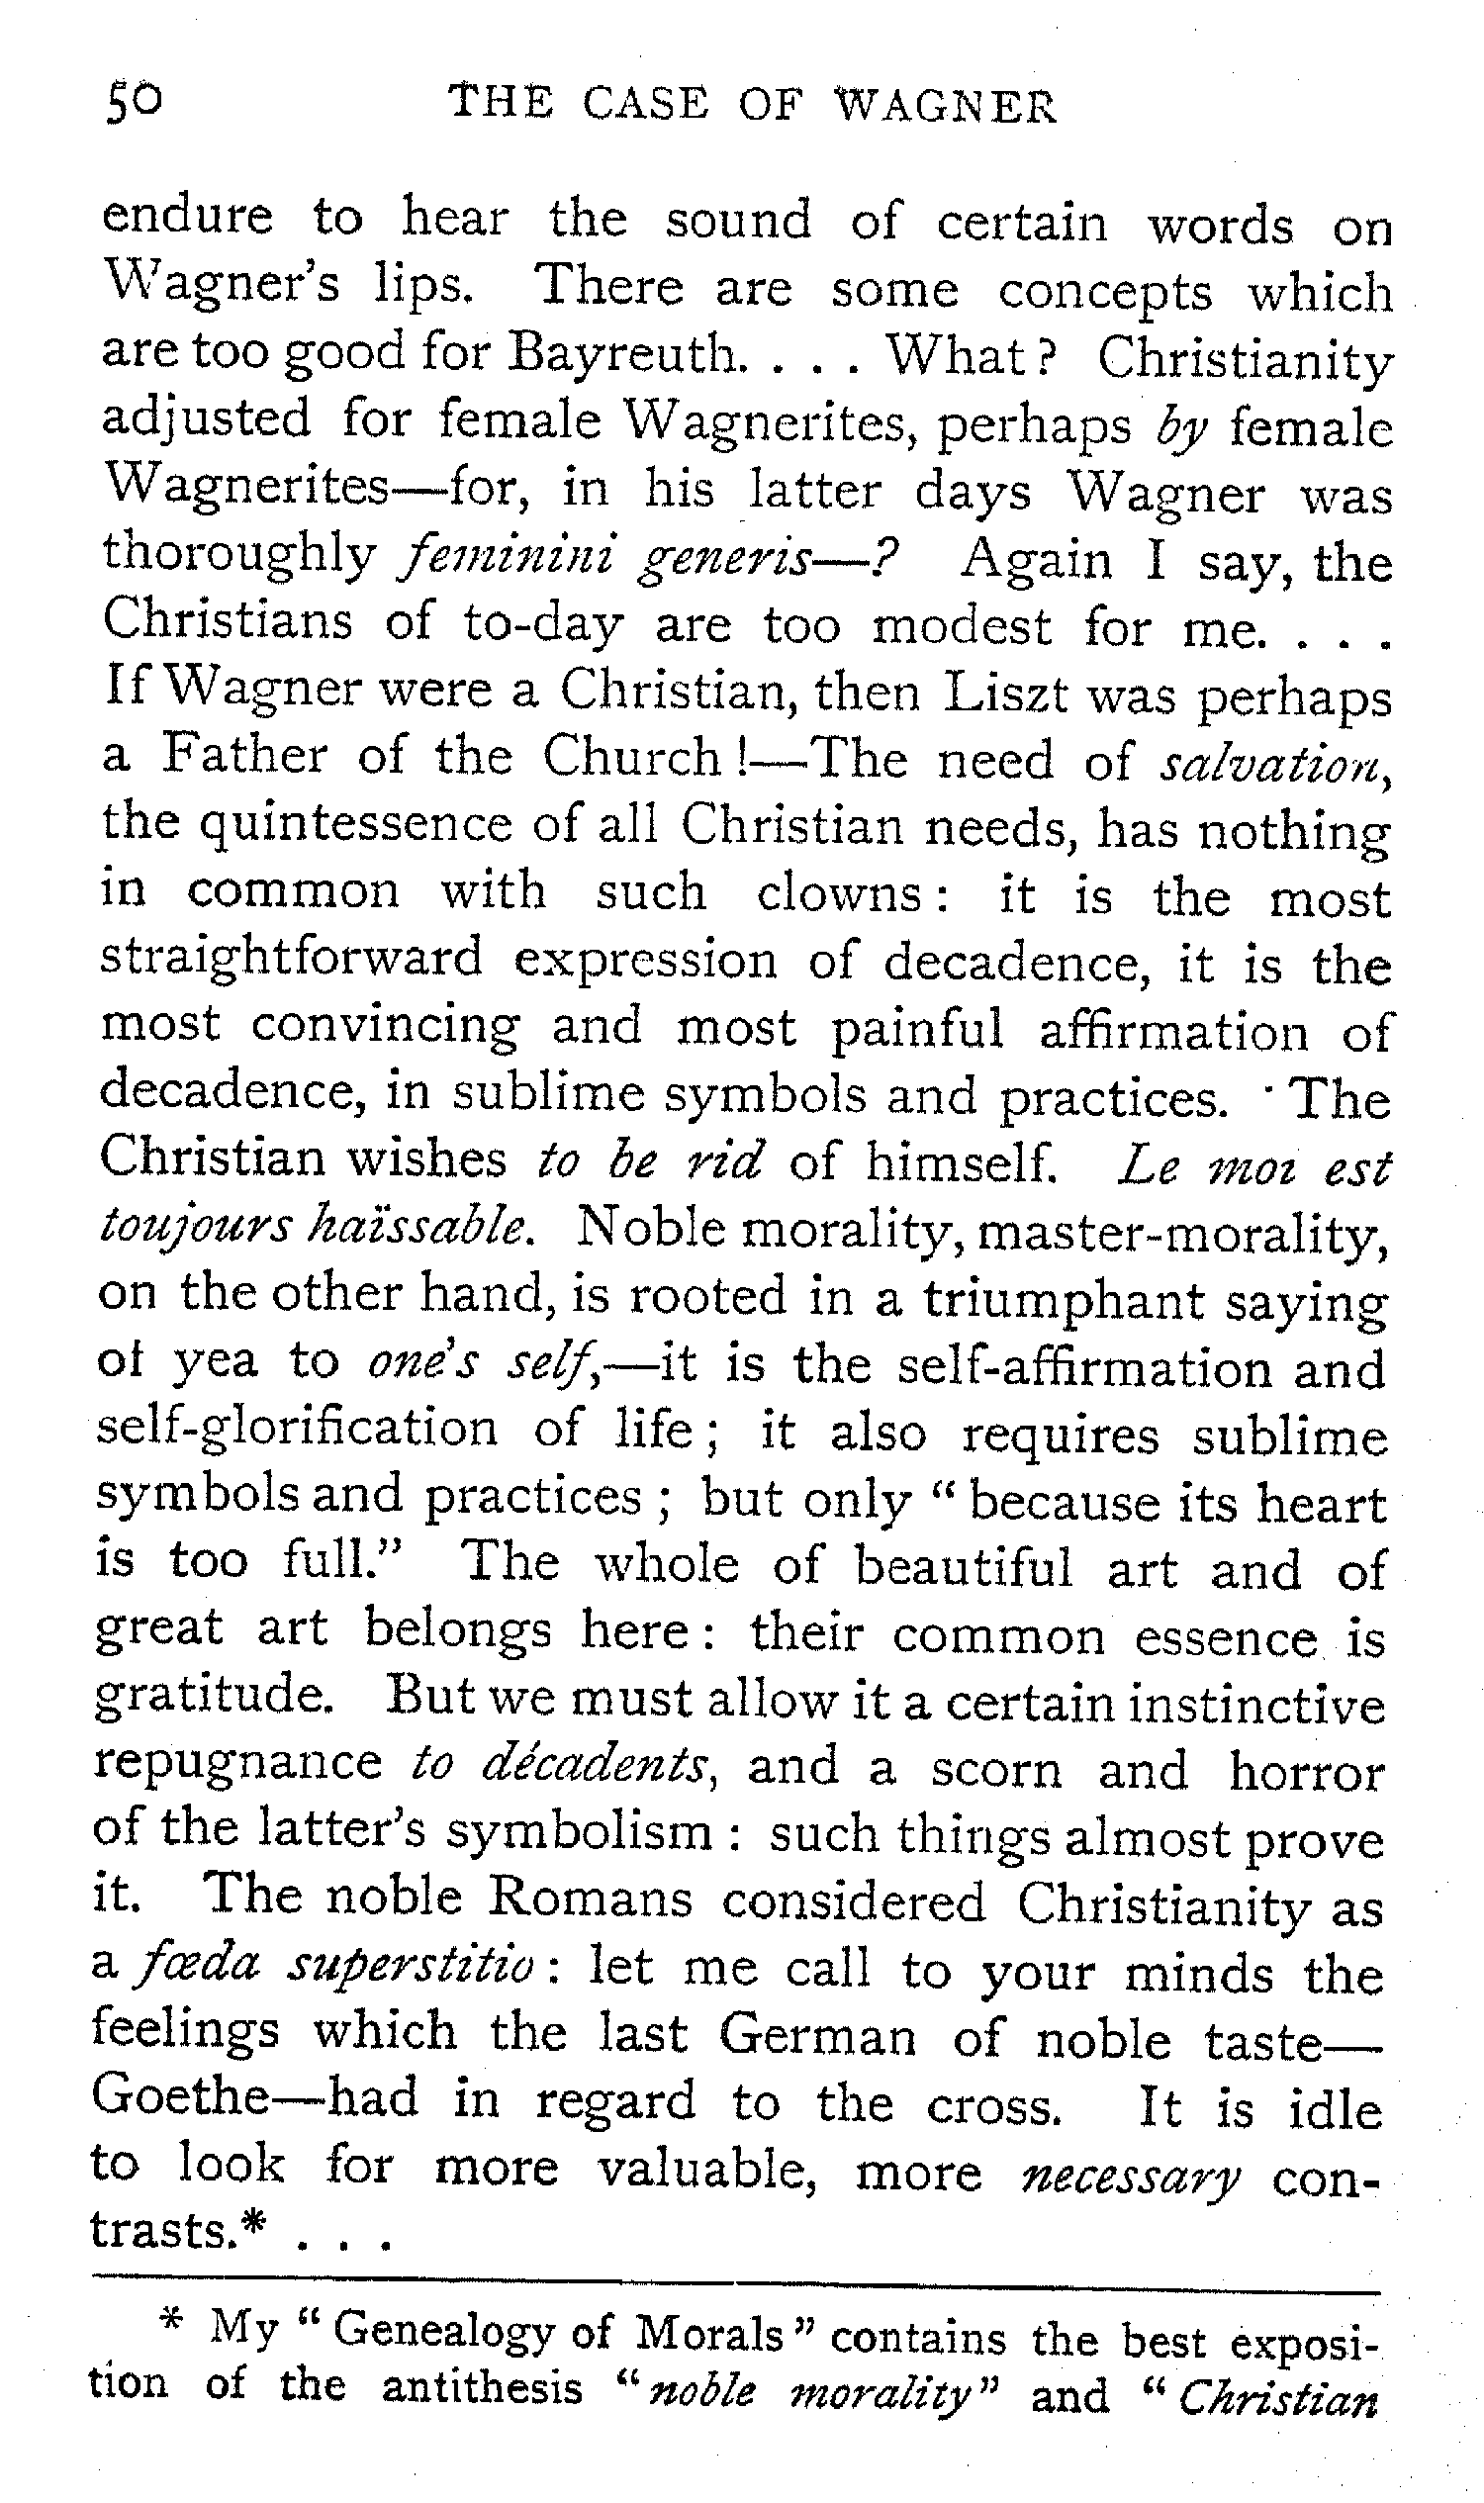 50 THE CASE OF WAGNER
endure to hear the sound of certain words on
Wagner's lips. There are some concepts which
are too good for Bayreuth. . . . What? Christianity
adjusted for female Wagnerites, perhaps by female
Wagnerites—for, in his latter days Wagner was
thoroughly feminini generis—? Again I say, the
Christians of to-day are too modest for me. . . .
If Wagner were a Christian, then Liszt was perhaps
a Father of the Church!—The need of salvation,
the quintessence of all Christian needs, has nothing
in common with such clowns: it is the most
straightforward expression of decadence, it is the
most convincing and most painful affirmation of
decadence, in sublime symbols and practices. The
Christian wishes to be rid of himself. Le moi est
toujours haïssable. Noble morality, master-morality,
on the other hand, is rooted in a triumphant saying
of yea to one's self,—it is the self-affirmation and
self-glorification of life; it also requires sublime
symbols and practices; but only "because its heart
is too full." The whole of beautiful art and of
great art belongs here: their common essence is
gratitude. But we must allow it a certain instinctive
repugnance to décadents, and a scorn and horror
of the latter's symbolism: such things almost prove
it. The noble Romans considered Christianity as
a fœda superstitio: let me call to your minds the
feelings which the last German of noble taste—
Goethe—had in regard to the cross. It is idle
to look for more valuable, more necessary con-
trasts.* . . .
* My "Genealogy of Morals" contains the best exposi-
tion of the antithesis "noble morality" and "Christian